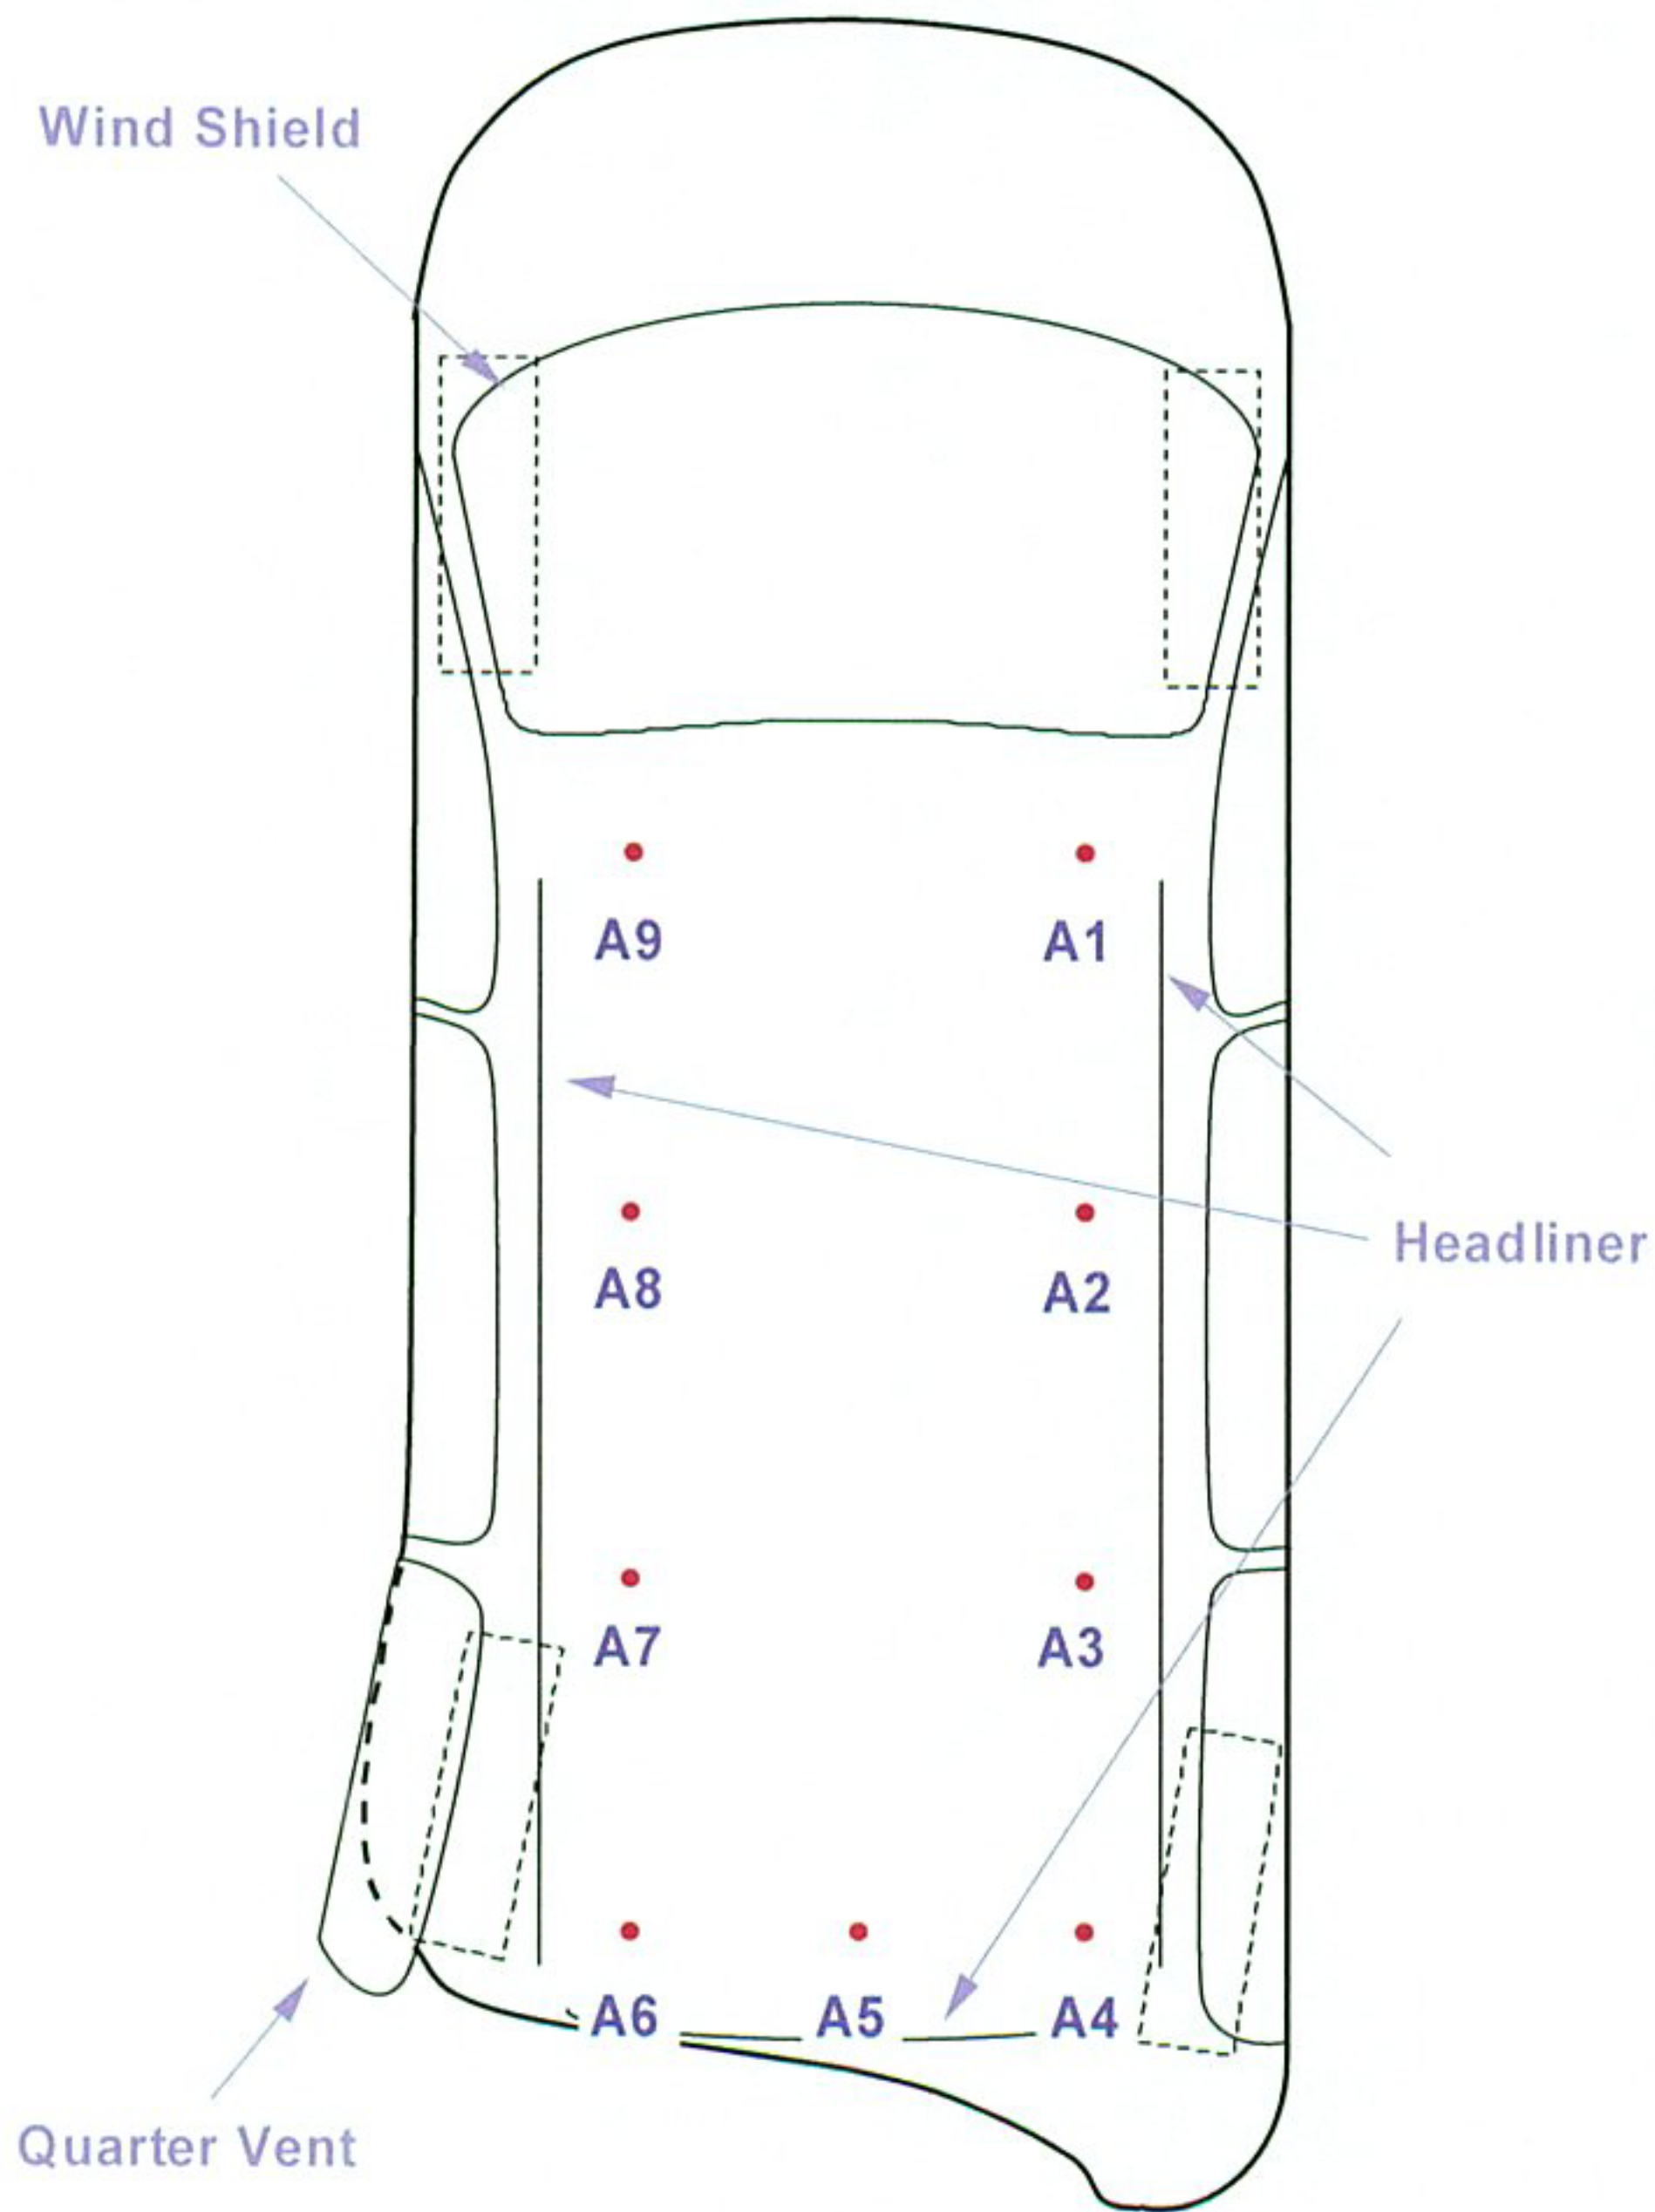 Wind Shield
A9
A1
A8
A2
Headliner
A7
A3
A6
A5
A4
Quarter Vent